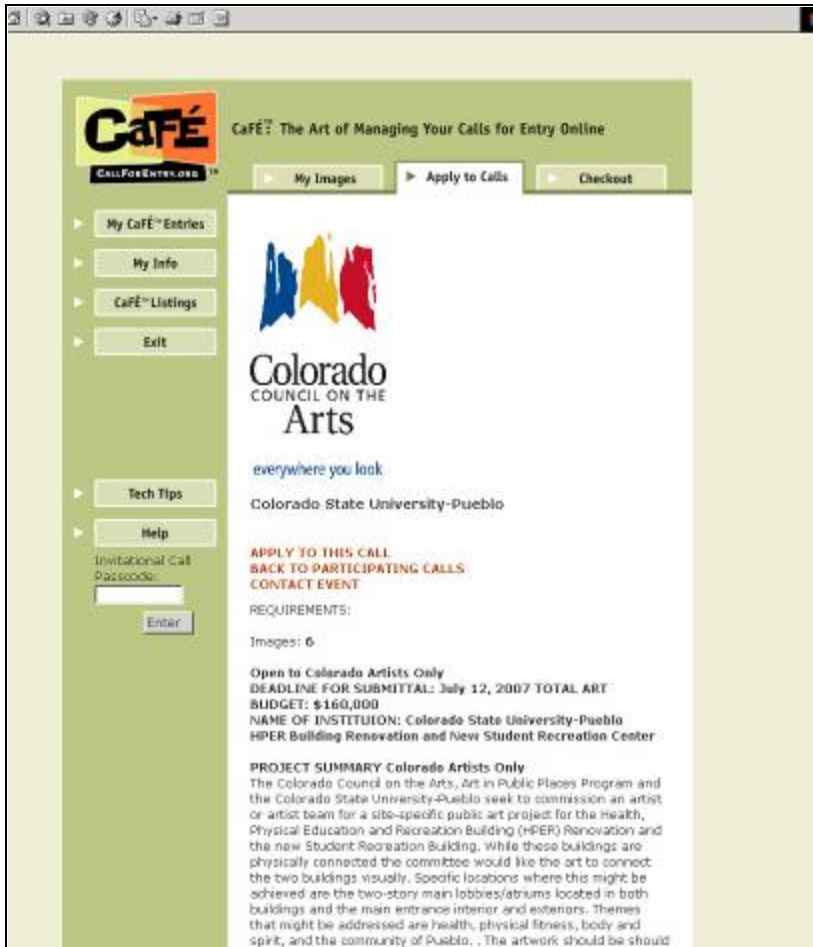 CaFÉ
CALLFORENTRY.ORG ™
CaFÉ™: The Art of Managing Your Calls for Entry Online
My Images
Apply to Calls
Checkout
My CaFÉ™ Entries
My Info
CaFÉ™ Listings
Exit
Tech Tips
Help
Invitational Call
Passcode:
Enter
Colorado
COUNCIL ON THE
Arts
everywhere you look
Colorado State University-Pueblo
APPLY TO THIS CALL
BACK TO PARTICIPATING CALLS
CONTACT EVENT
REQUIREMENTS:
Images: 6
Open to Colorado Artists Only
DEADLINE FOR SUBMITTAL: July 12, 2007 TOTAL ART
BUDGET: $160,000
NAME OF INSTITUION: Colorado State University-Pueblo
HPER Building Renovation and New Student Recreation Center
PROJECT SUMMARY Colorado Artists Only
The Colorado Council on the Arts, Art in Public Places Program and
the Colorado State University-Pueblo seek to commission an artist
or artist team for a site-specific public art project for the Health,
Physical Education and Recreation Building (HPER) Renovation and
the new Student Recreation Building. While these buildings are
physically connected the committee would like the art to connect
the two buildings visually. Specific locations where this might be
achieved are the two-story main lobbies/atriums located in both
buildings and the main entrance interior and exteriors. Themes
that might be addressed are health, physical fitness, body and
spirit, and the community of Pueblo. . The artwork should be should